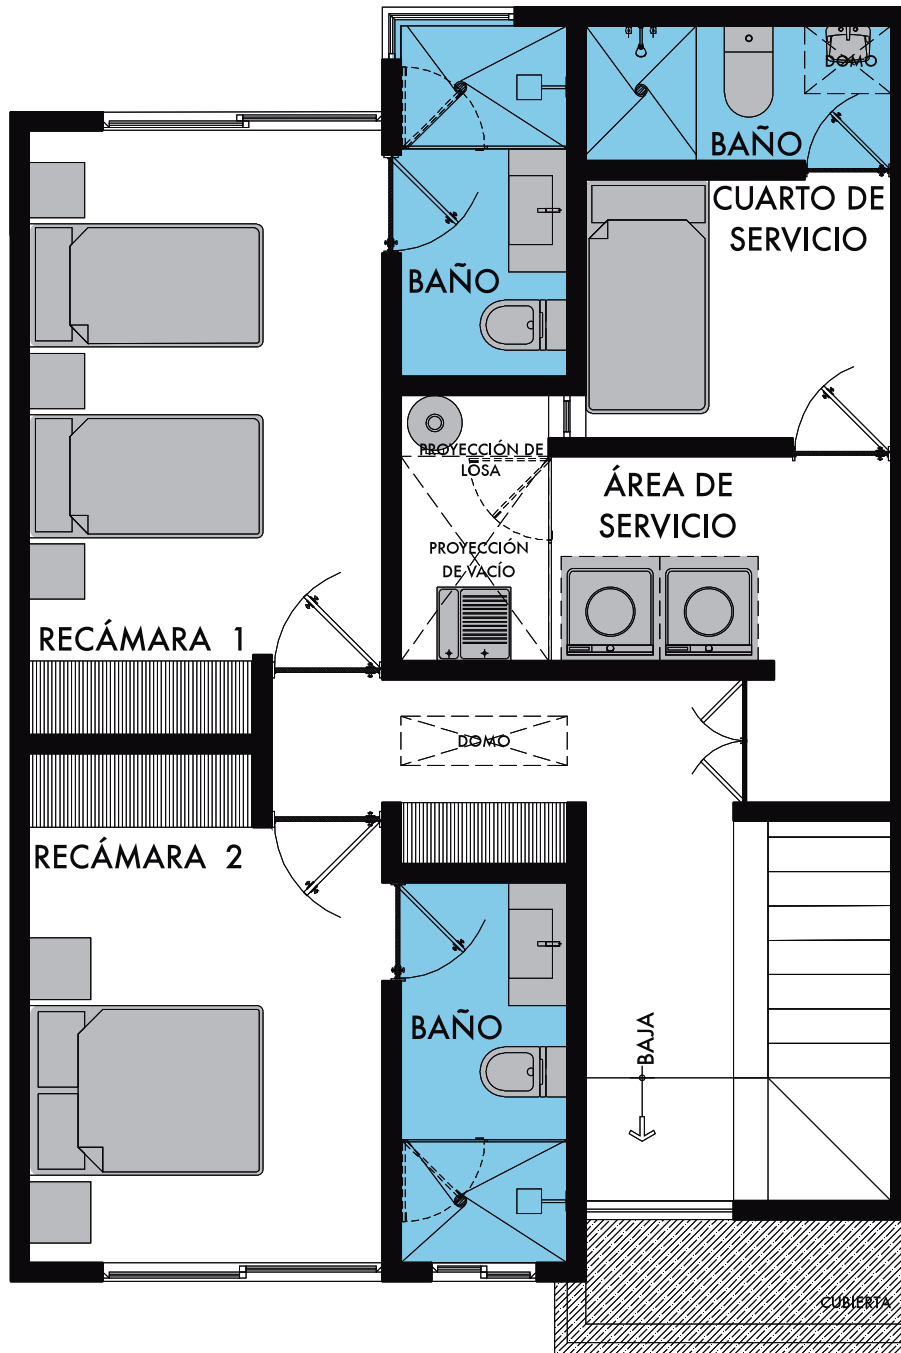 DOMO
BAÑO
CUARTO DE
SERVICIO
BAÑO
PROYECCIÓN DE
LOSA
ÁREA DE
SERVICIO
PROYECCIÓN
DE VACÍO
RECÁMARA 1
DOMO
RECÁMARA 2
BAÑO
BAJA
CUBIERTA